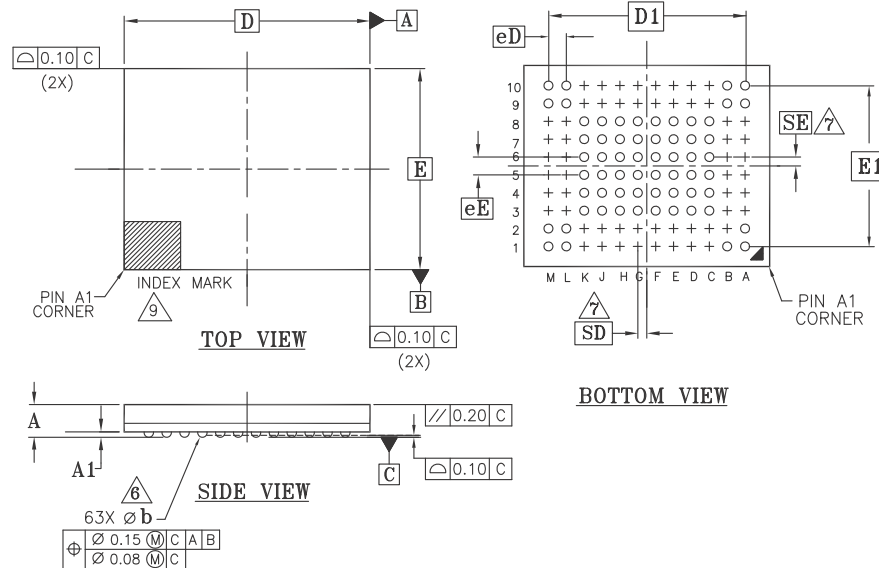 D
A
⌓ 0.10 C
(2X)
E
PIN A1
CORNER
INDEX MARK
9
B
TOP VIEW
⌓ 0.10 C
(2X)
D1
eD
10
9
8
7
6
5
4
3
2
1
SE
7
E1
eE
M L K J H G F E D C B A
7
SD
PIN A1
CORNER
BOTTOM VIEW
A
A1
// 0.20 C
C
⌓ 0.10 C
6
SIDE VIEW
63X ø b
⌖ Ø 0.15 Ⓜ C A B
Ø 0.08 Ⓜ C